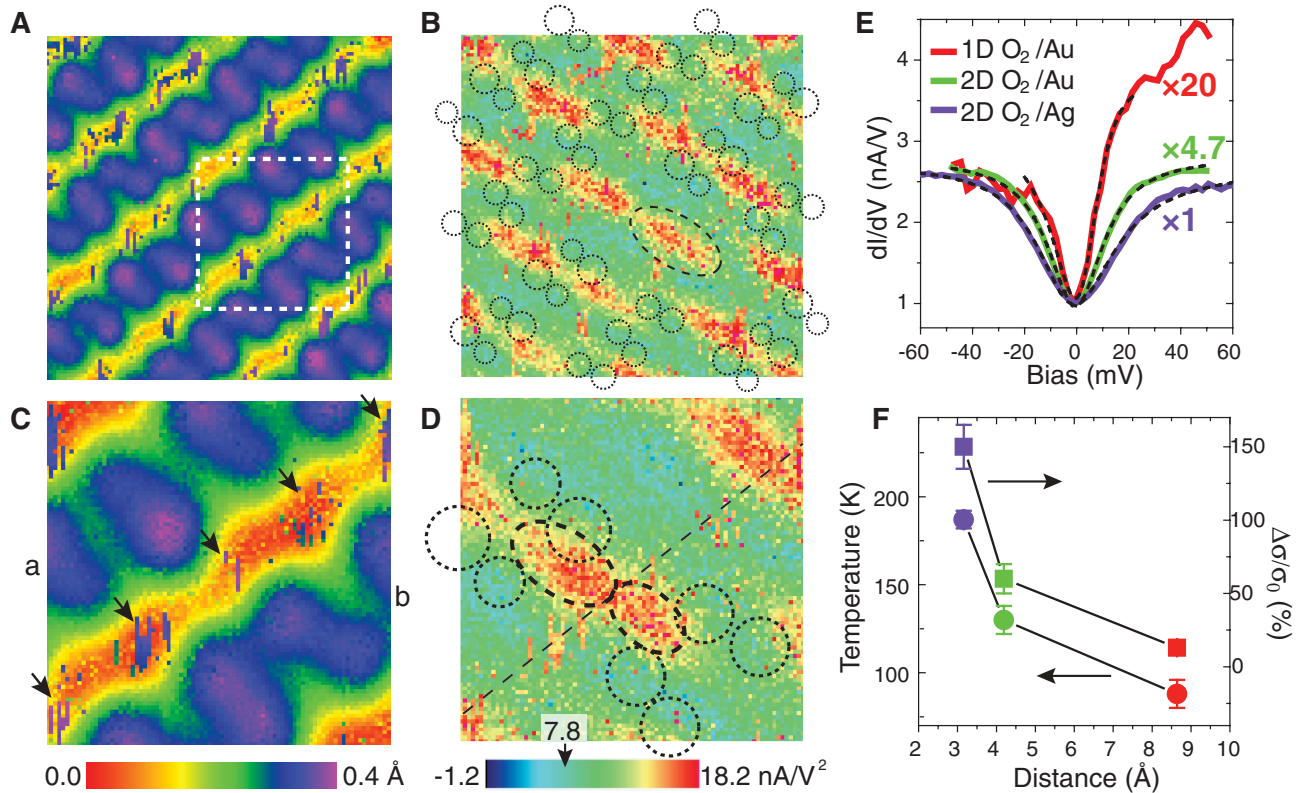 A
B
E
1D O₂ /Au
2D O₂ /Au
2D O₂ /Ag
×20
×4.7
×1
4
3
2
1
dI/dV (nA/V)
-60 -40 -20 0 20 40 60
Bias (mV)
C
a
b
0.0 0.4 Å
D
7.8
-1.2 18.2 nA/V²
F
200
150
100
Temperature (K)
150
100
50
0
Δσ/σ₀ (%)
2 3 4 5 6 7 8 9 10
Distance (Å)